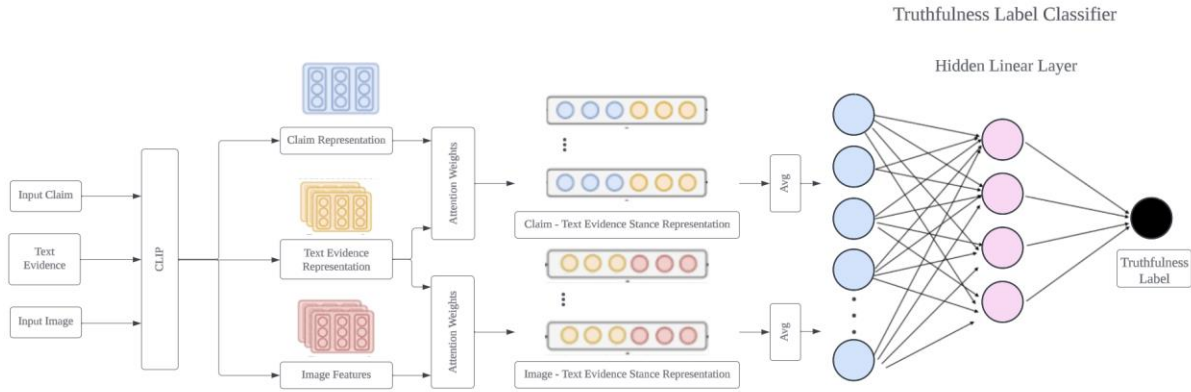 Truthfulness Label Classifier
Hidden Linear Layer
Input Claim
Text
Evidence
Input Image
CLIP
Claim Representation
Text Evidence
Representation
Image Features
Attention Weights
Attention Weights
Claim - Text Evidence Stance Representation
Image - Text Evidence Stance Representation
Avg
Avg
Truthfulness
Label